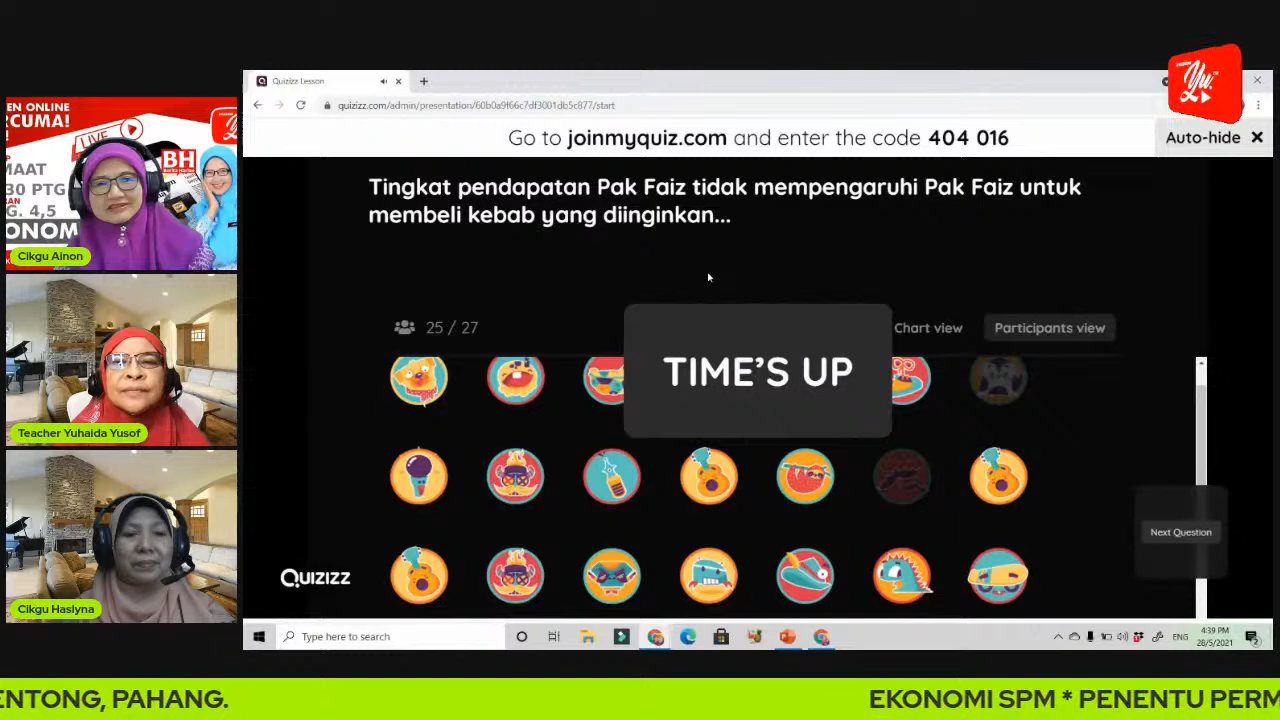 Quizizz Lesson
quizizz.com/admin/presentation/60b0a9f66c7df3001db5c877/start
Go to joinmyquiz.com and enter the code 404 016
Auto-hide
Tingkat pendapatan Pak Faiz tidak mempengaruhi Pak Faiz untuk
membeli kebab yang diinginkan...
25 / 27
Chart view
Participants view
TIME'S UP
Next Question
Quizizz
Type here to search
ENG
4:39 PM
28/5/2021
CUMA!
LIVE
MAAT
30 PTG
G. 4,5
ONOM
BH
Berita Harian
Cikgu Ainon
Teacher Yuhaida Yusof
Cikgu Haslyna
Yu
ENTONG, PAHANG.
EKONOMI SPM * PENENTU PERM